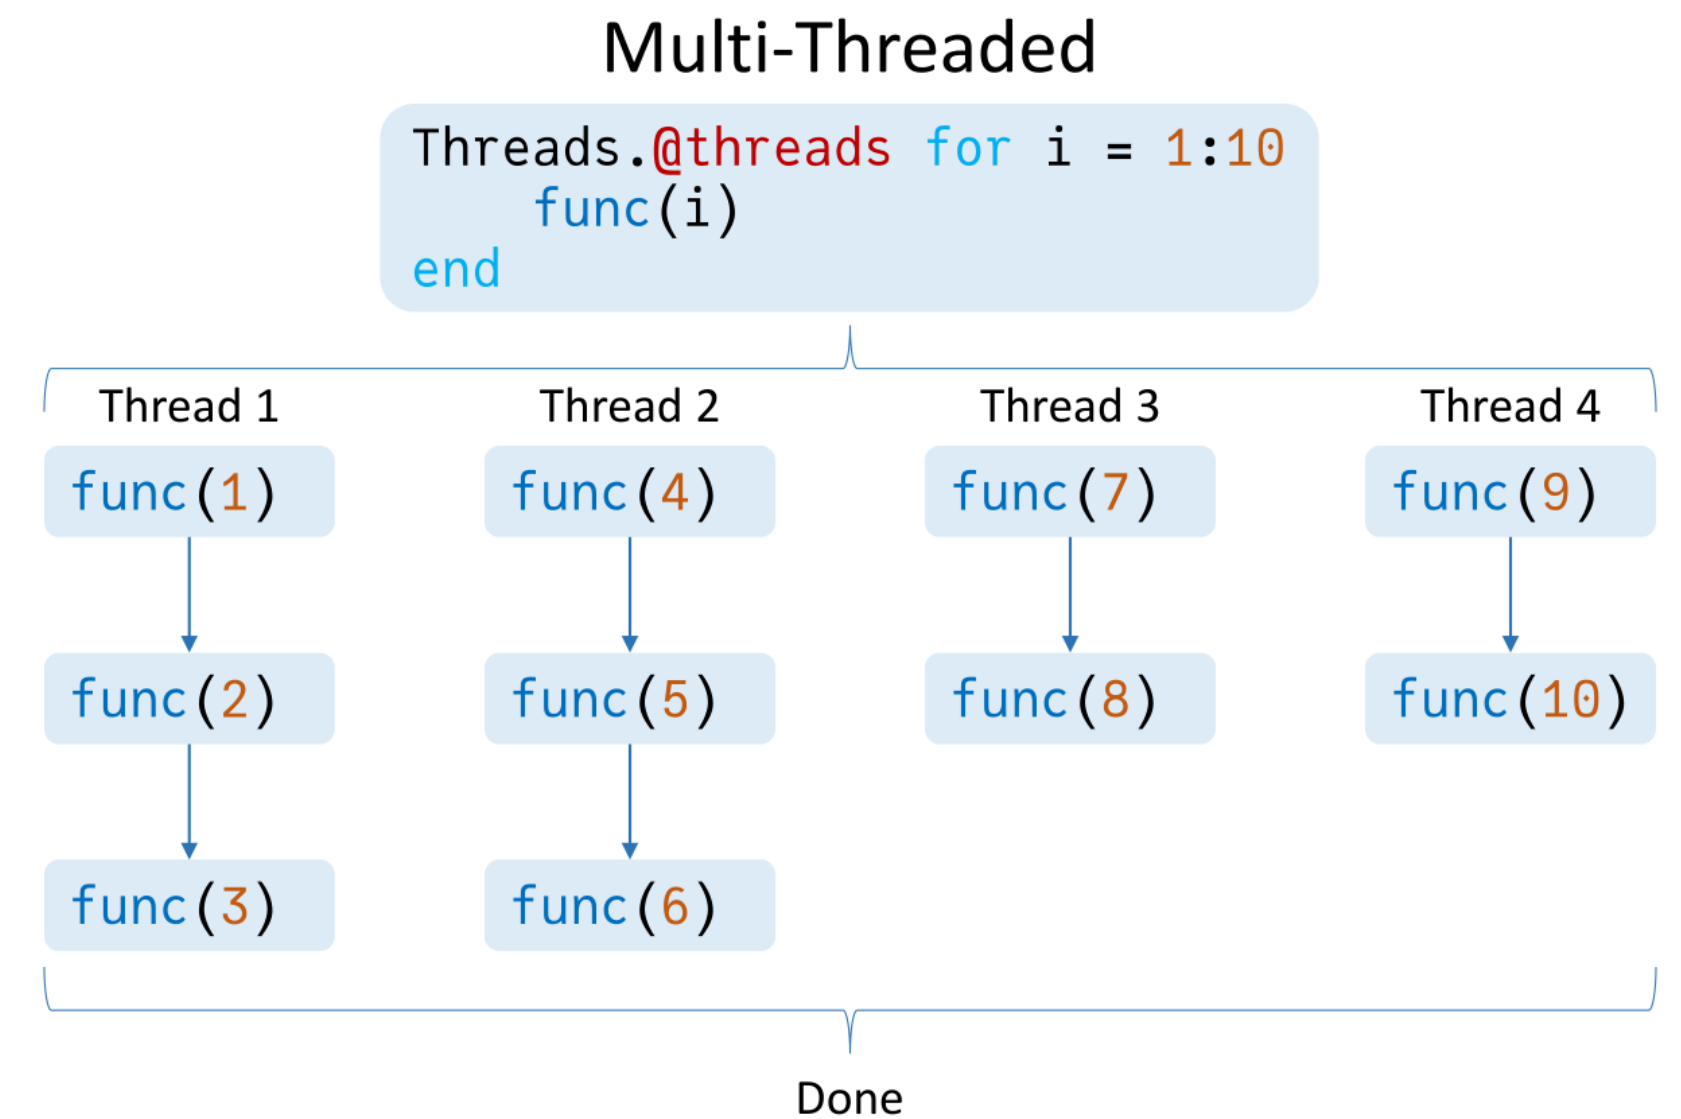 Multi-Threaded
Threads.@threads for i = 1:10
    func(i)
end
Thread 1
Thread 2
Thread 3
Thread 4
func(1)
func(4)
func(7)
func(9)
func(2)
func(5)
func(8)
func(10)
func(3)
func(6)
Done